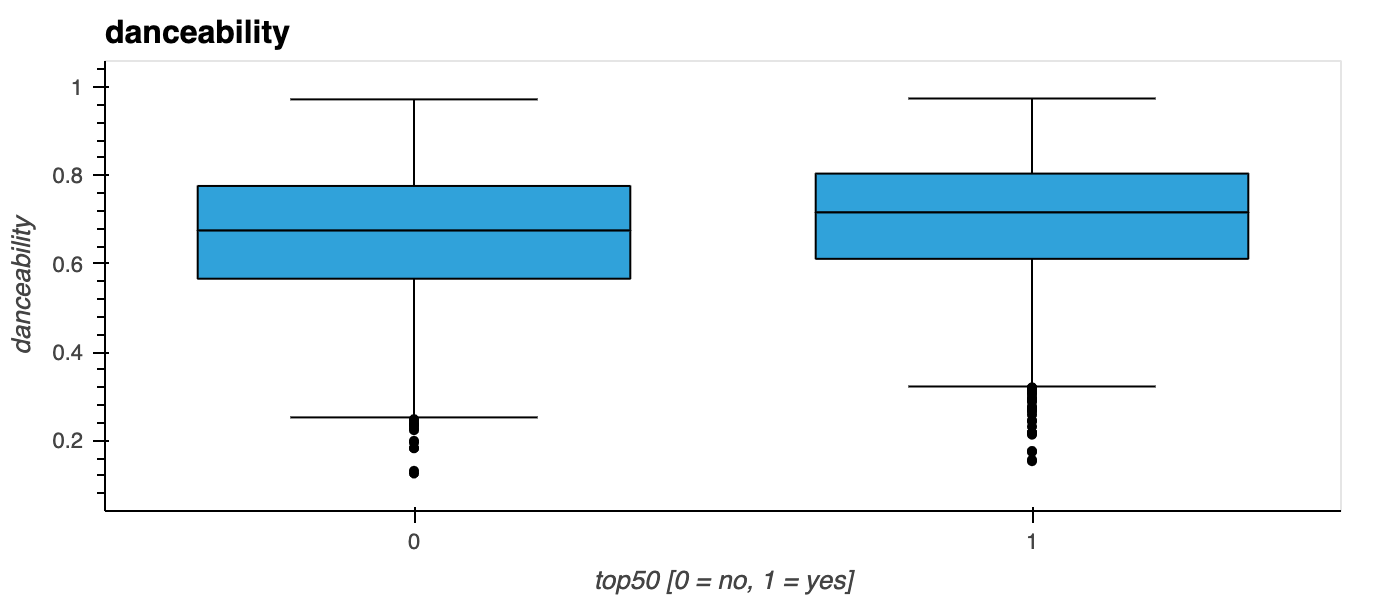 danceability
1
0.8
0.6
0.4
0.2
danceability
0
1
top50 [0 = no, 1 = yes]